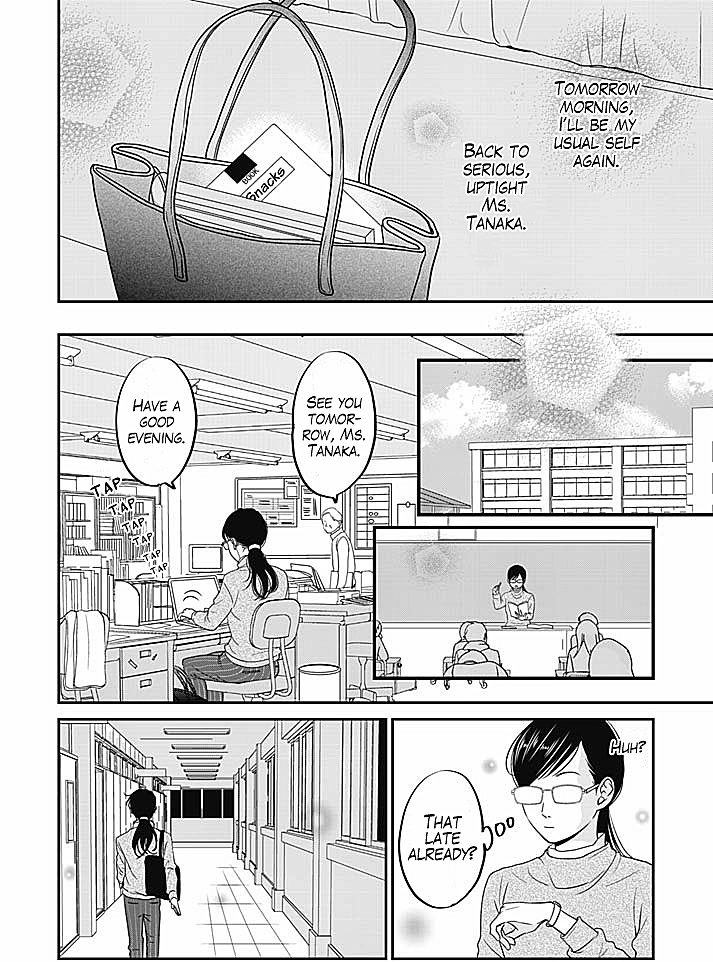 TOMORROW
MORNING,
I'LL BE MY
USUAL SELF
AGAIN.
BACK TO
SERIOUS,
UPTIGHT
MS.
TANAKA.
BOOK
Snacks
SEE YOU
TOMOR-
ROW, MS.
TANAKA.
HAVE A
GOOD
EVENING.
TAP
TAP
TAP,
TAP
TAP
TAP
HUH?
THAT
LATE
ALREADY?